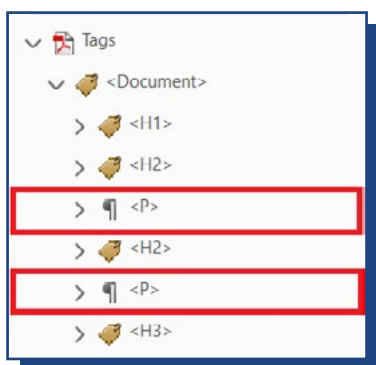 Tags
<Document>
<H1>
<H2>
<P>
<H2>
<P>
<H3>